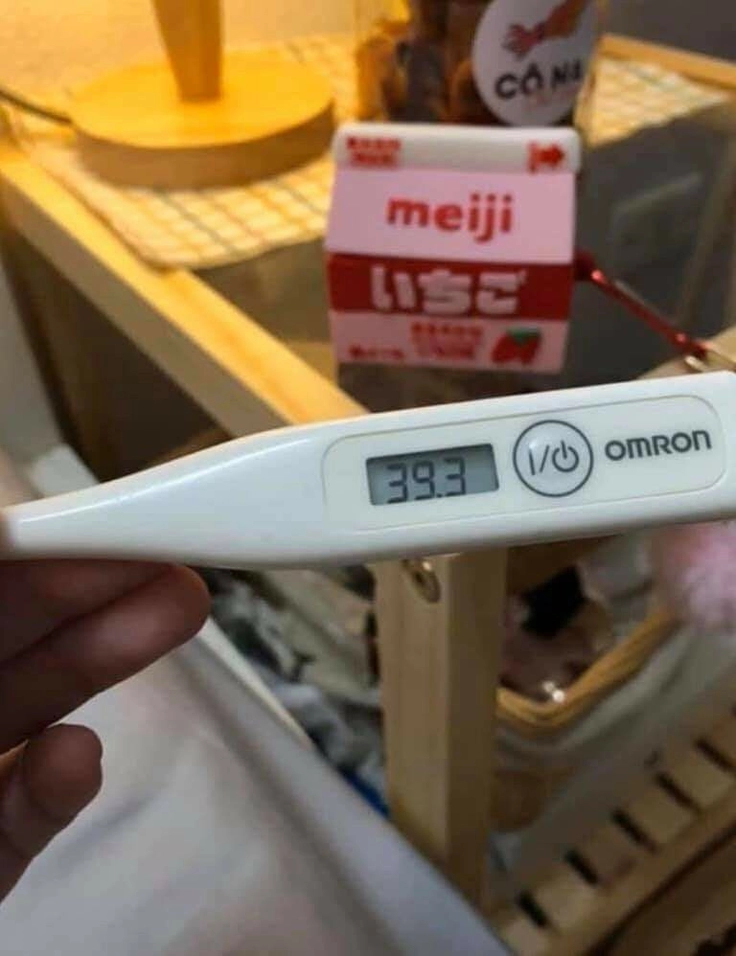 CÔ NA
meiji
いちご
39.3
I/
OMRON